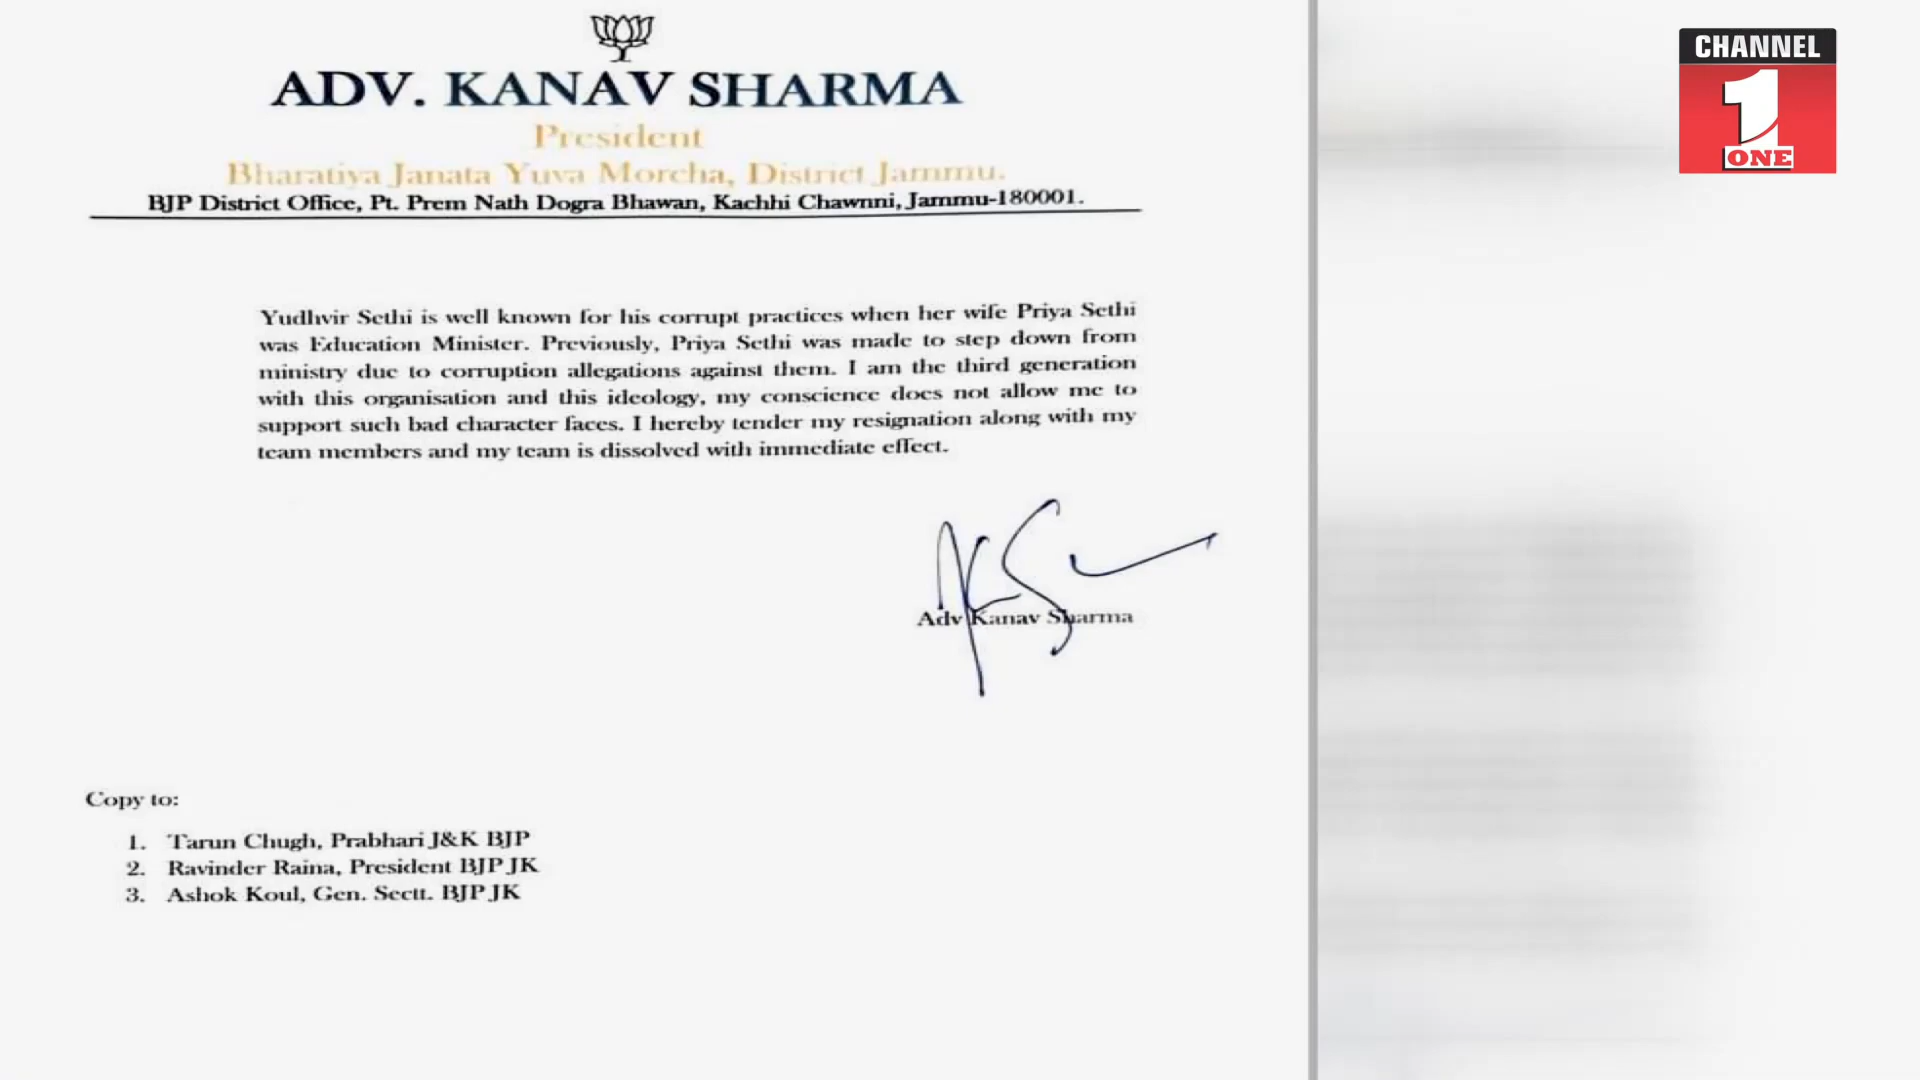 ADV. KANAV SHARMA
President
Bharatiya Janata Yuva Morcha, District Jammu.
BJP District Office, Pt. Prem Nath Dogra Bhawan, Kachhi Chawnni, Jammu-180001.
CHANNEL
1
ONE
Yudhvir Sethi is well known for his corrupt practices when her wife Priya Sethi
was Education Minister. Previously, Priya Sethi was made to step down from
ministry due to corruption allegations against them. I am the third generation
with this organisation and this ideology, my conscience does not allow me to
support such bad character faces. I hereby tender my resignation along with my
team members and my team is dissolved with immediate effect.
Adv Kanav Sharma
Copy to:
1. Tarun Chugh, Prabhari J&K BJP
2. Ravinder Raina, President BJP JK
3. Ashok Koul, Gen. Sectt. BJP JK